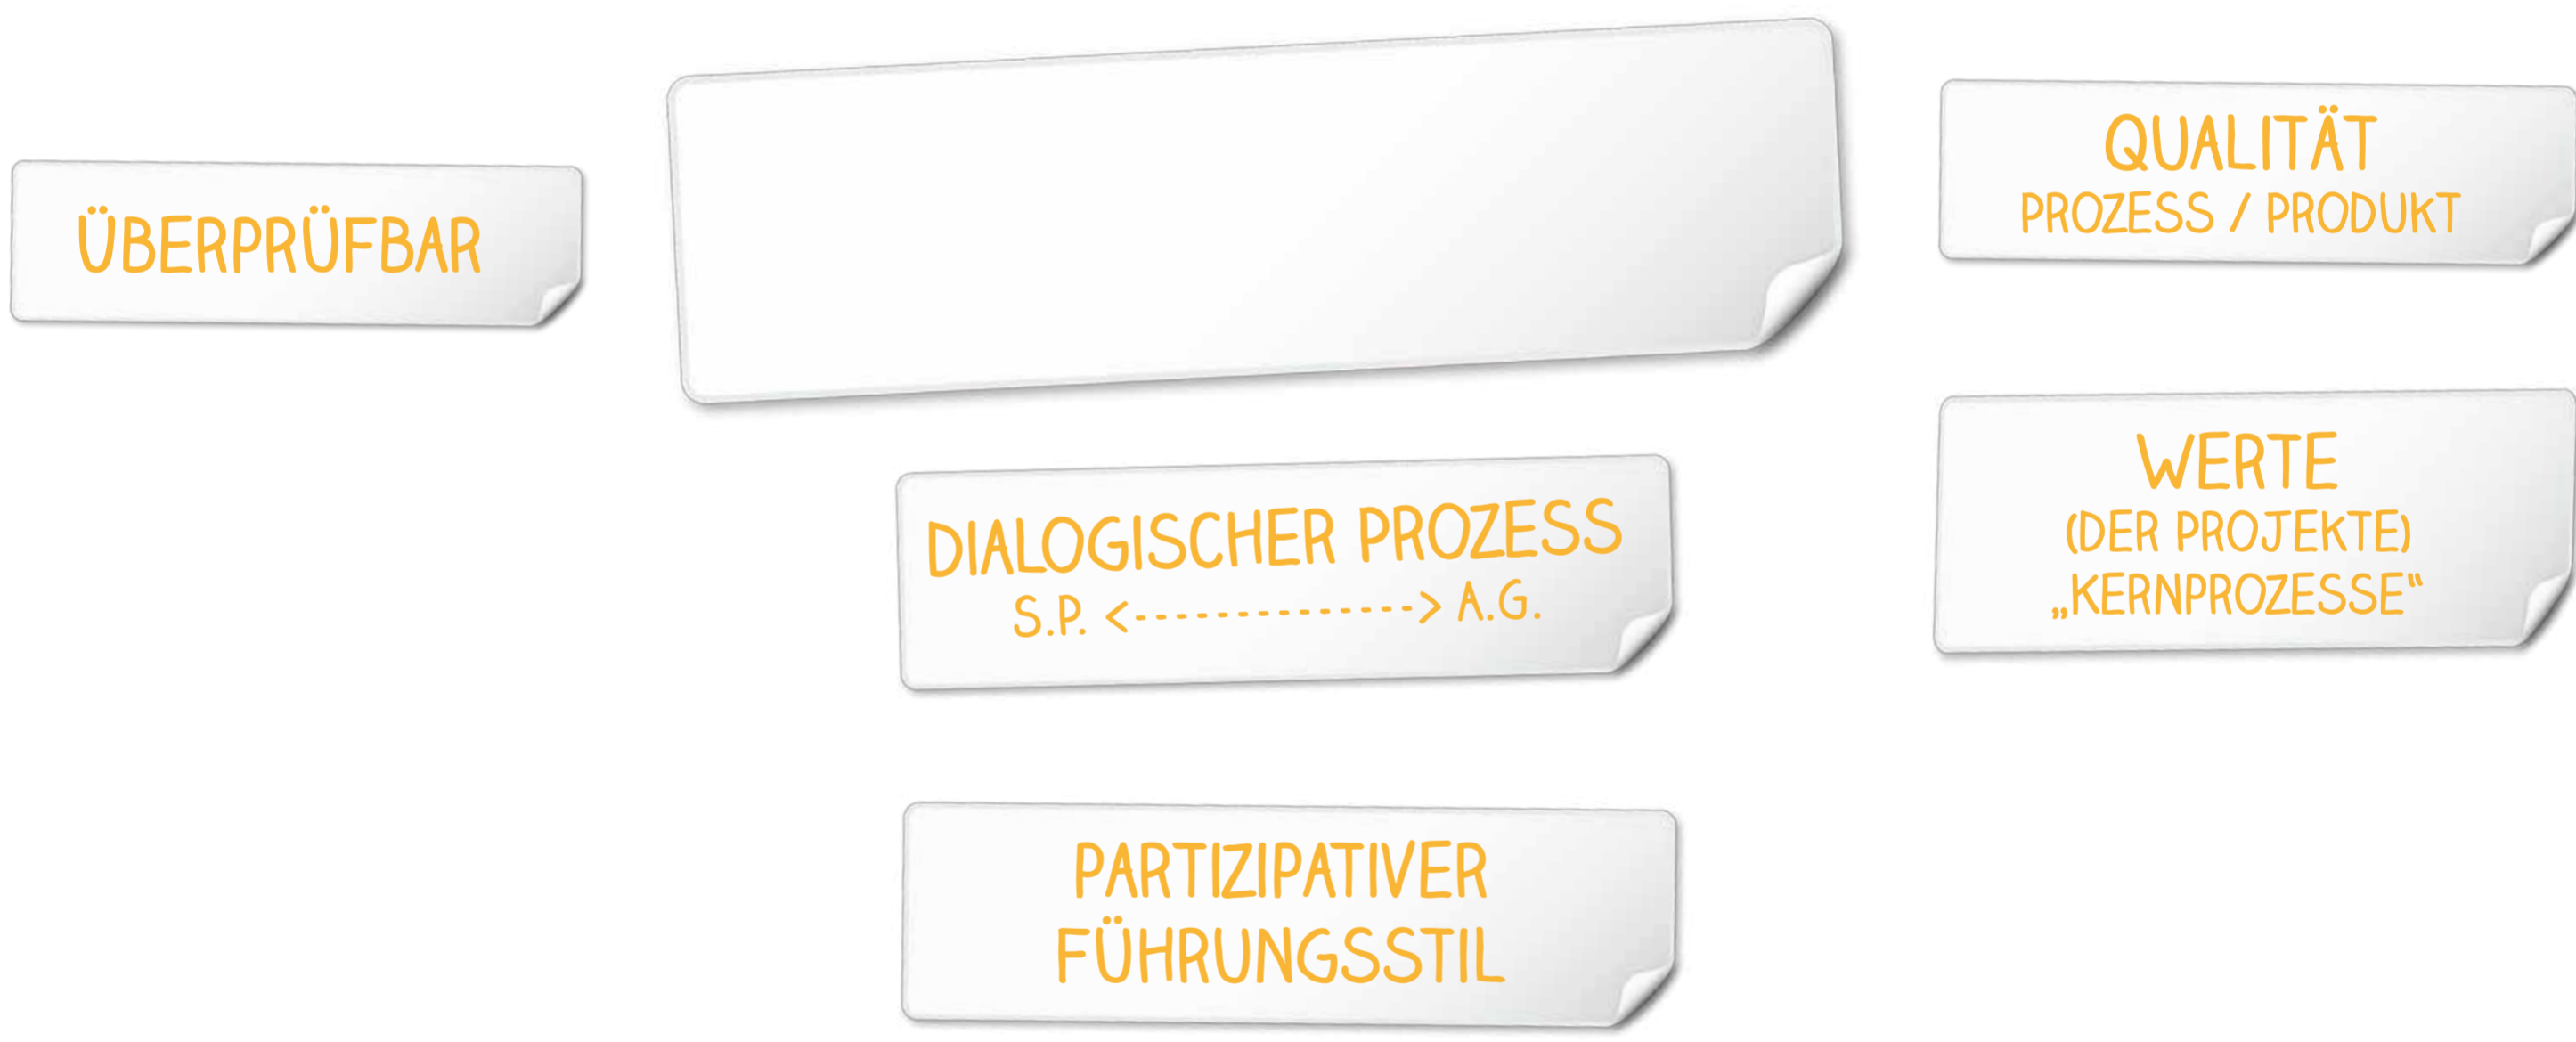 ÜBERPRÜFBAR
QUALITÄT
PROZESS / PRODUKT
DIALOGISCHER PROZESS
S.P. <--------------> A.G.
WERTE
(DER PROJEKTE)
„KERNPROZESSE“
PARTIZIPATIVER
FÜHRUNGSSTIL